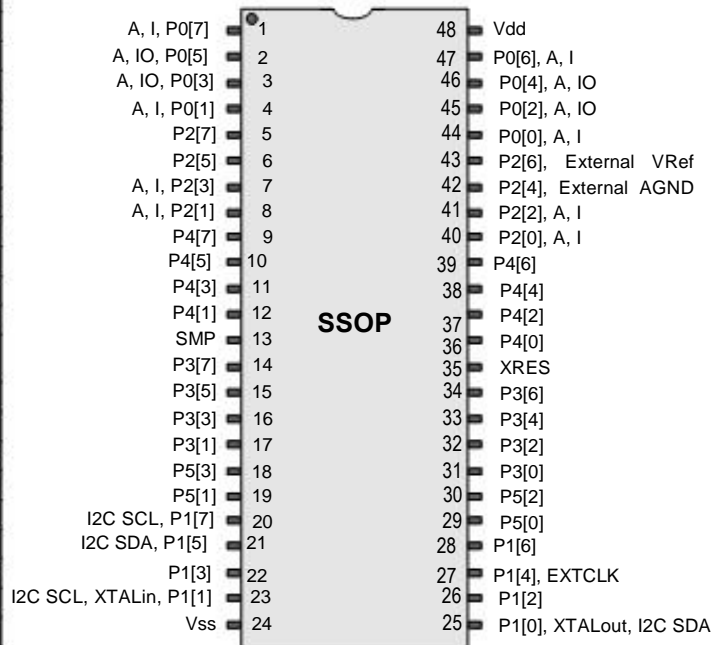 A, I, P0[7] 1 48 Vdd
A, IO, P0[5] 2 47 P0[6], A, I
A, IO, P0[3] 3 46 P0[4], A, IO
A, I, P0[1] 4 45 P0[2], A, IO
P2[7] 5 44 P0[0], A, I
P2[5] 6 43 P2[6], External VRef
A, I, P2[3] 7 42 P2[4], External AGND
A, I, P2[1] 8 41 P2[2], A, I
P4[7] 9 40 P2[0], A, I
P4[5] 10 39 P4[6]
P4[3] 11 38 P4[4]
P4[1] 12 SSOP 37 P4[2]
SMP 13 36 P4[0]
P3[7] 14 35 XRES
P3[5] 15 34 P3[6]
P3[3] 16 33 P3[4]
P3[1] 17 32 P3[2]
P5[3] 18 31 P3[0]
P5[1] 19 30 P5[2]
I2C SCL, P1[7] 20 29 P5[0]
I2C SDA, P1[5] 21 28 P1[6]
P1[3] 22 27 P1[4], EXTCLK
I2C SCL, XTALin, P1[1] 23 26 P1[2]
Vss 24 25 P1[0], XTALout, I2C SDA